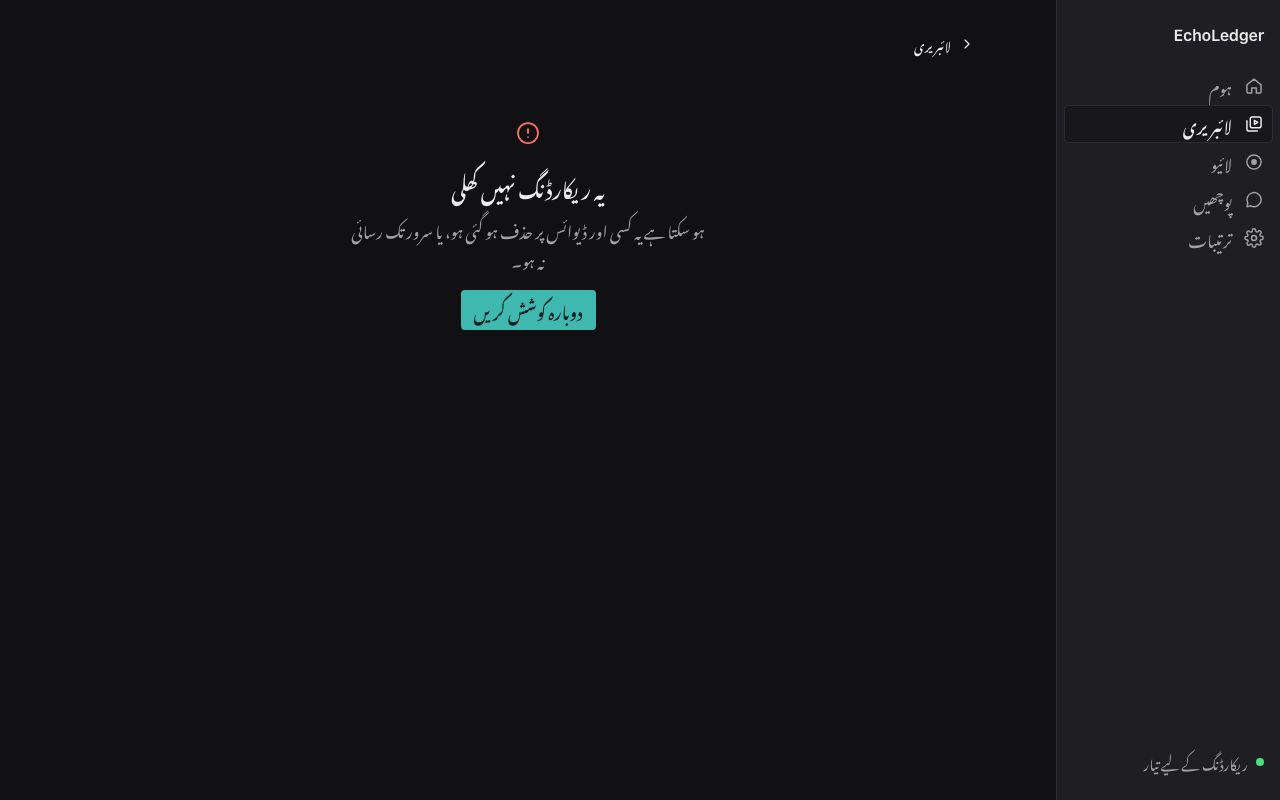 EchoLedger
ہوم
لائبریری
لائیو
پوچھیں
ترتیبات
ریکارڈنگ کے لیے تیار
لائبریری
یہ ریکارڈنگ نہیں کھلی
ہو سکتا ہے یہ کسی اور ڈیوائس پر حذف ہو گئی ہو، یا سرور تک رسائی
نہ ہو۔
دوبارہ کوشش کریں